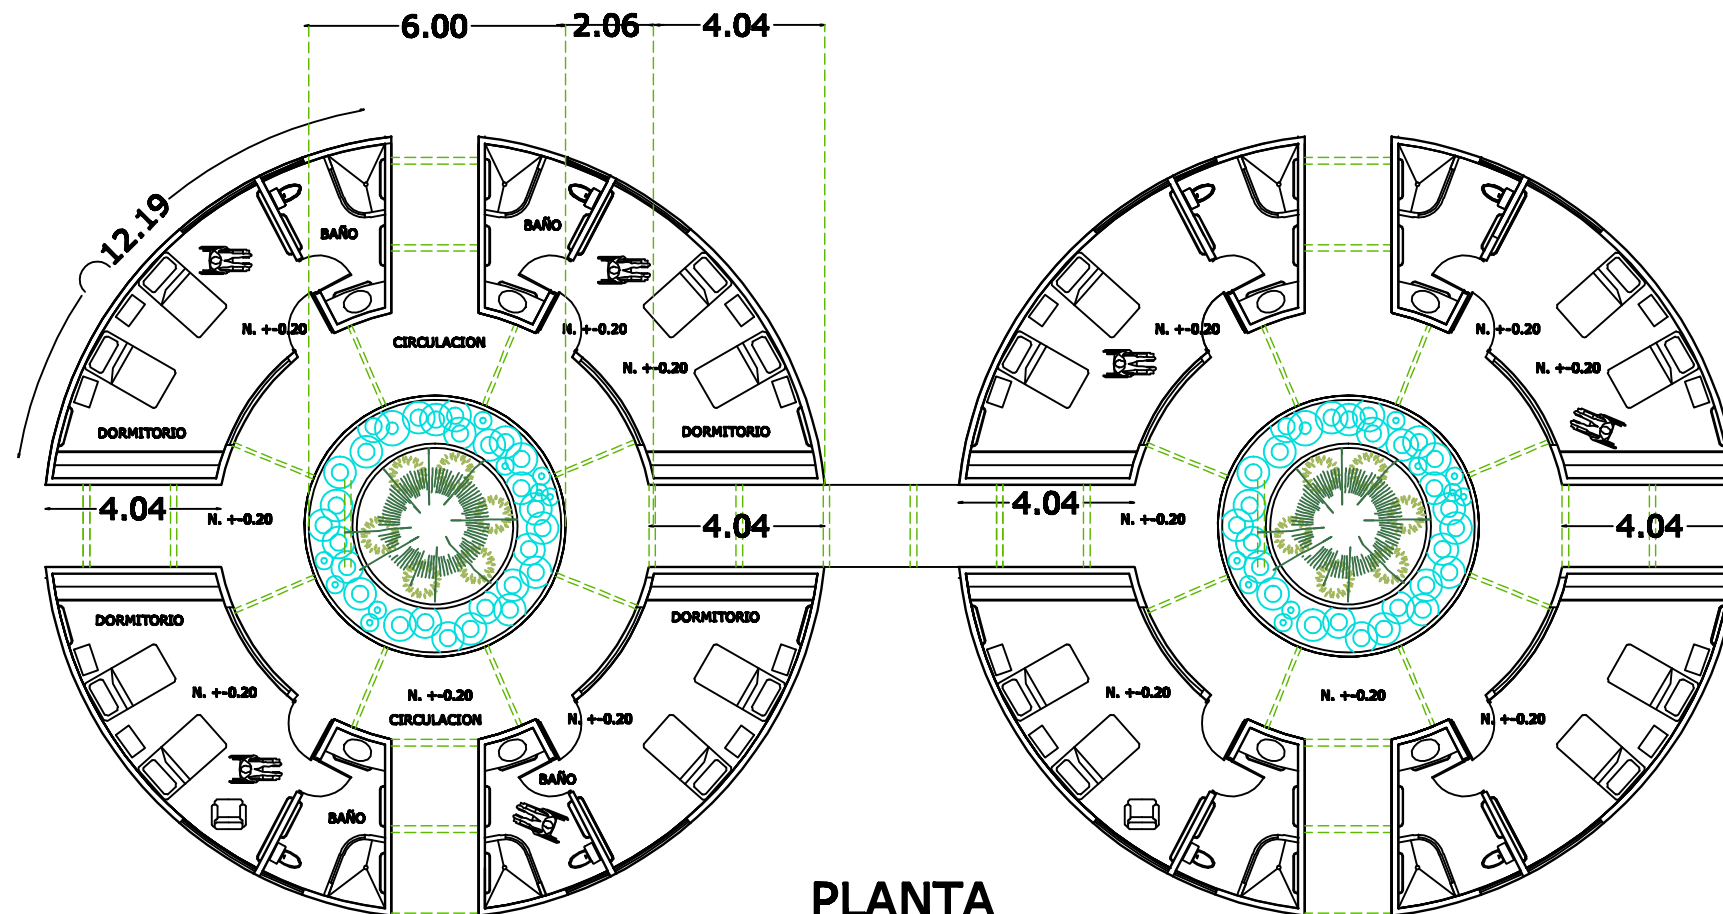 6.00 2.06 4.04
12.19
BAÑO BAÑO
N. +-0.20 N. +-0.20 N. +-0.20 N. +-0.20
CIRCULACION
N. +-0.20 N. +-0.20
DORMITORIO DORMITORIO
4.04 N. +-0.20 4.04 4.04 N. +-0.20 4.04
DORMITORIO DORMITORIO
N. +-0.20 N. +-0.20 N. +-0.20 N. +-0.20
CIRCULACION N. +-0.20 N. +-0.20
BAÑO
BAÑO
PLANTA